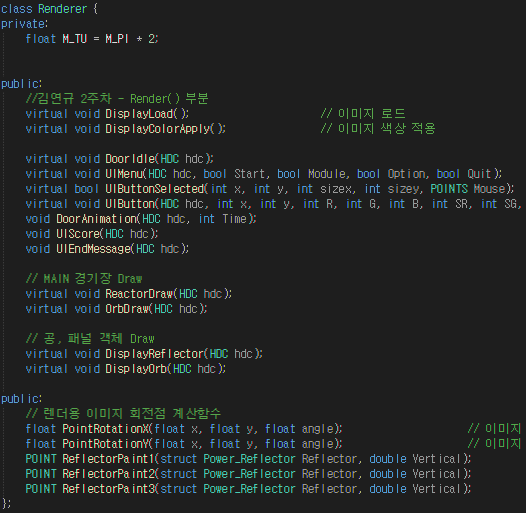 class Renderer {
private:
float M_TU = M_PI * 2;
public:
//김연규 2주차 - Render() 부분
virtual void DisplayLoad(); // 이미지 로드
virtual void DisplayColorApply(); // 이미지 색상 적용
virtual void DoorIdle(HDC hdc);
virtual void UIMenu(HDC hdc, bool Start, bool Module, bool Option, bool Quit);
virtual bool UIButtonSelected(int x, int y, int sizex, int sizey, POINTS Mouse);
virtual void UIButton(HDC hdc, int x, int y, int R, int G, int B, int SR, int SG,
void DoorAnimation(HDC hdc, int Time);
void UIScore(HDC hdc);
void UIEndMessage(HDC hdc);
// MAIN 경기장 Draw
virtual void ReactorDraw(HDC hdc);
virtual void OrbDraw(HDC hdc);
// 공, 패널 객체 Draw
virtual void DisplayReflector(HDC hdc);
virtual void DisplayOrb(HDC hdc);
public:
// 렌더용 이미지 회전점 계산함수
float PointRotationX(float x, float y, float angle); // 이미지
float PointRotationY(float x, float y, float angle); // 이미지
POINT ReflectorPaint1(struct Power_Reflector Reflector, double Vertical);
POINT ReflectorPaint2(struct Power_Reflector Reflector, double Vertical);
POINT ReflectorPaint3(struct Power_Reflector Reflector, double Vertical);
};